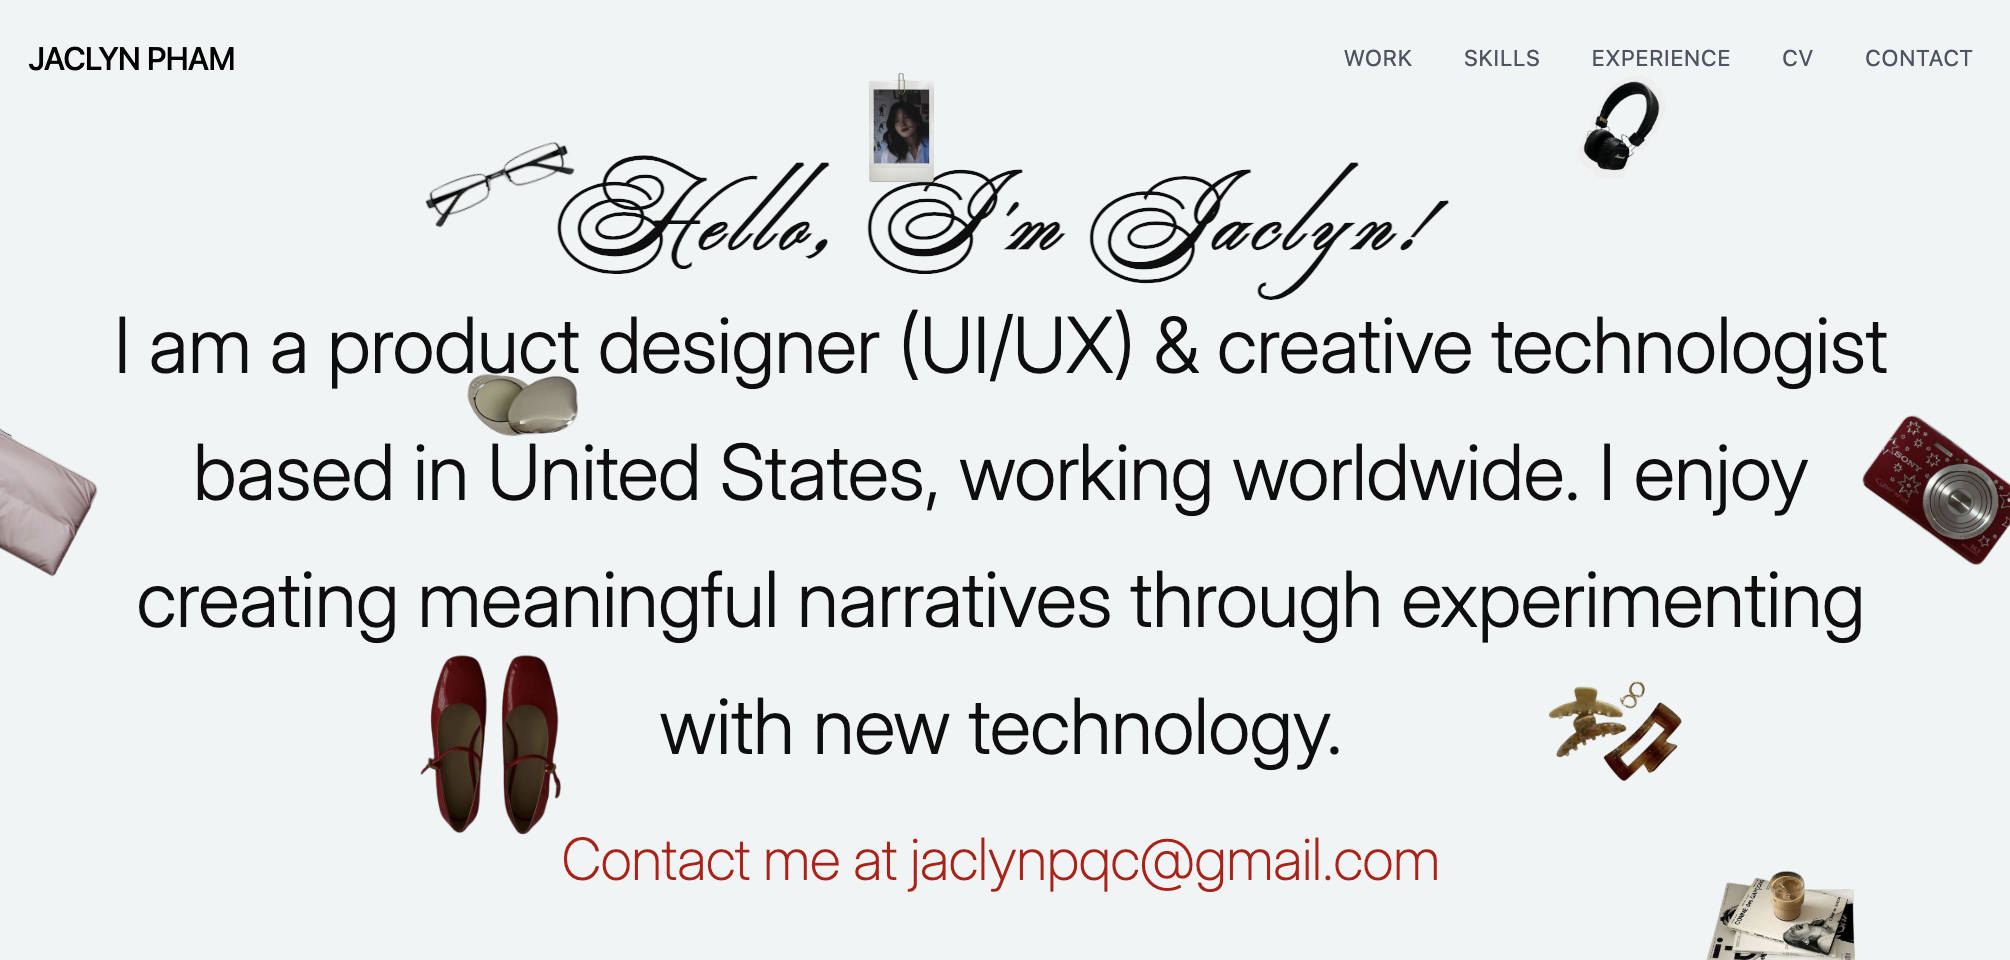 JACLYN PHAM
WORK SKILLS EXPERIENCE CV CONTACT
Hello, I'm Jaclyn!
I am a product designer (UI/UX) & creative technologist
based in United States, working worldwide. I enjoy
creating meaningful narratives through experimenting
with new technology.
SONY
Contact me at jaclynpqc@gmail.com